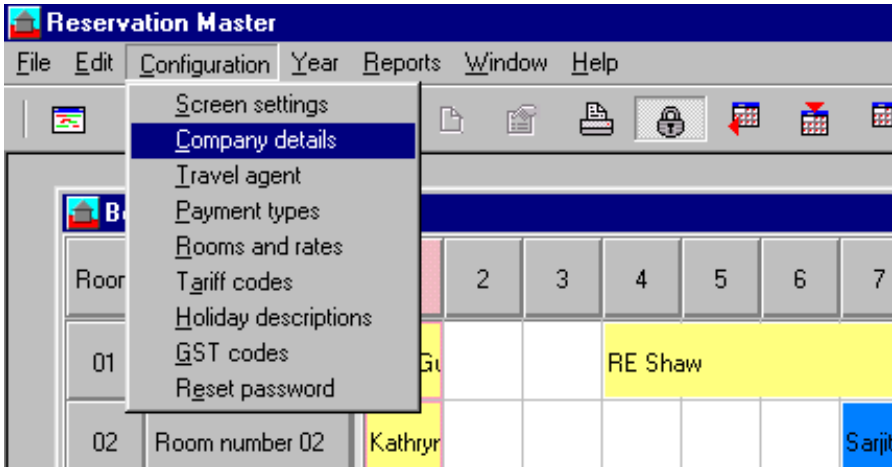 Reservation Master
File Edit Configuration Year Reports Window Help
Screen settings
Company details
Travel agent
Payment types
Rooms and rates
Tariff codes
Holiday descriptions
GST codes
Reset password
2 3 4 5 6 7
01 RE Shaw
02 Room number 02 Kathryn